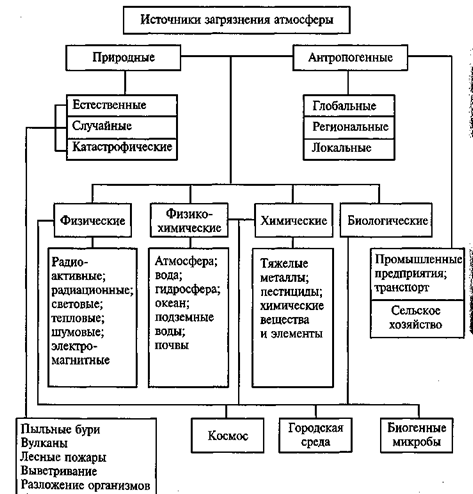 Источники загрязнения атмосферы
Природные
Антропогенные
Естественные
Случайные
Катастрофические
Глобальные
Региональные
Локальные
Физические
Физико-
химические
Химические
Биологические
Радио-
активные;
радиационные;
световые;
тепловые;
шумовые;
электро-
магнитные
Атмосфера;
вода;
гидросфера;
океан;
подземные
воды;
почвы
Тяжелые
металлы;
пестициды;
химические
вещества
и элементы
Промышленные
предприятия;
транспорт
Сельское
хозяйство
Пыльные бури
Вулканы
Лесные пожары
Выветривание
Разложение организмов
Космос
Городская
среда
Биогенные
микробы